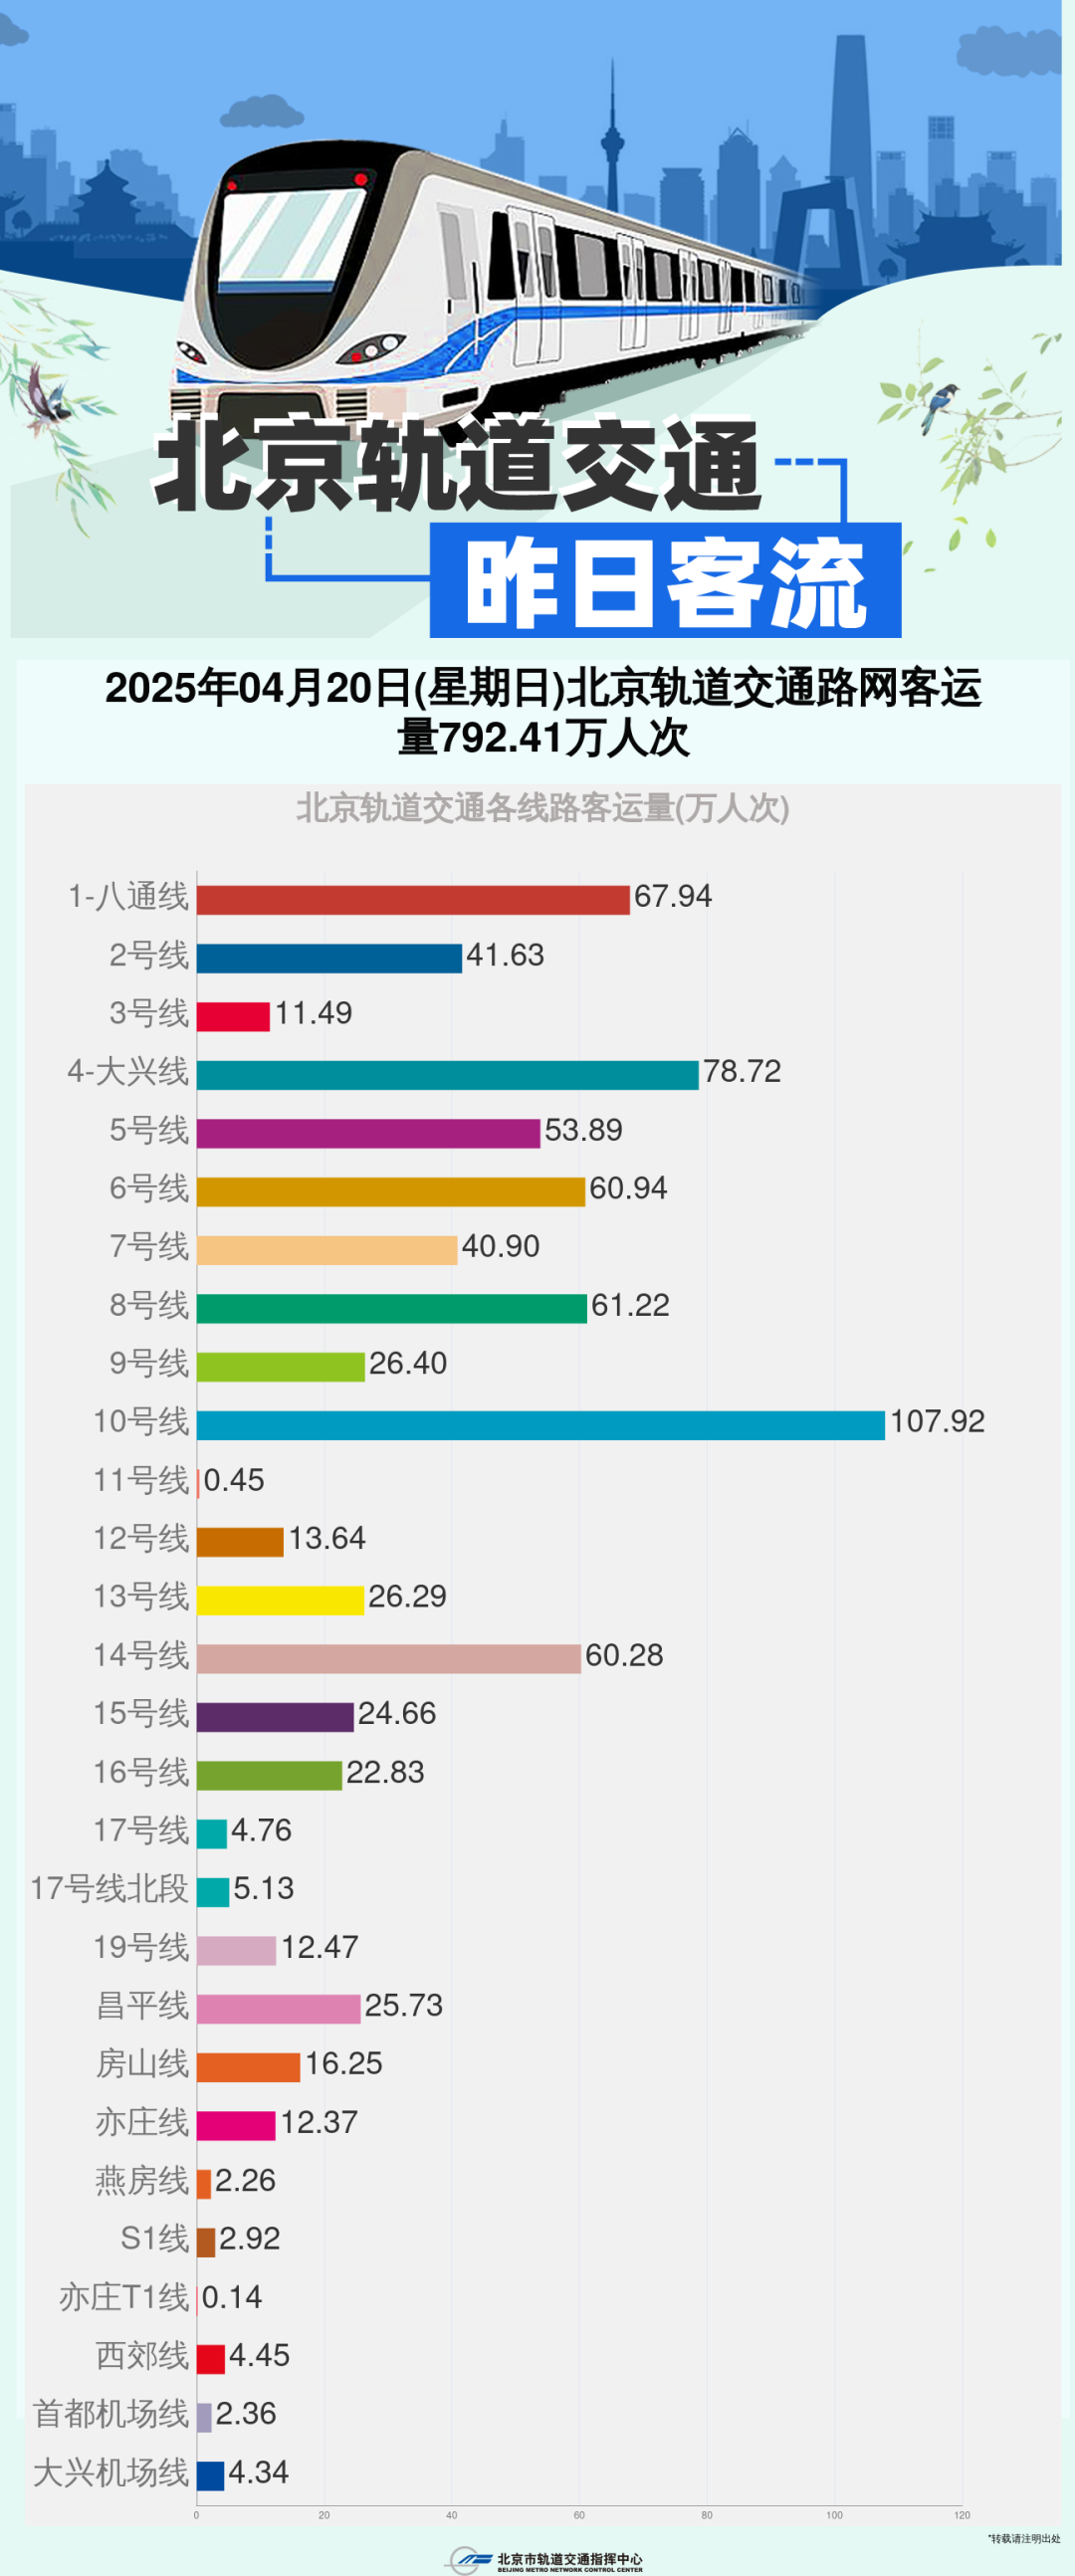 北京轨道交通
昨日客流
2025年04月20日(星期日)北京轨道交通路网客运
量792.41万人次
北京轨道交通各线路客运量(万人次)
1-八通线 67.94
2号线 41.63
3号线 11.49
4-大兴线 78.72
5号线 53.89
6号线 60.94
7号线 40.90
8号线 61.22
9号线 26.40
10号线 107.92
11号线 0.45
12号线 13.64
13号线 26.29
14号线 60.28
15号线 24.66
16号线 22.83
17号线 4.76
17号线北段 5.13
19号线 12.47
昌平线 25.73
房山线 16.25
亦庄线 12.37
燕房线 2.26
S1线 2.92
亦庄T1线 0.14
西郊线 4.45
首都机场线 2.36
大兴机场线 4.34
0 20 40 60 80 100 120
*转载请注明出处
北京市轨道交通指挥中心
BEIJING METRO NETWORK CONTROL CENTER